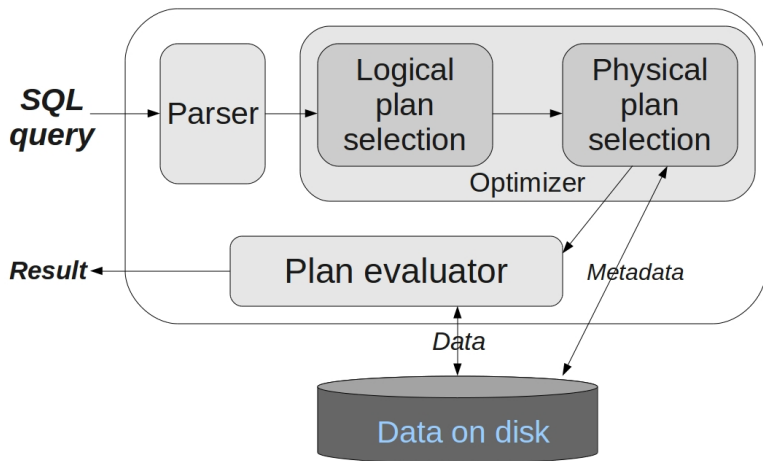 SQL
query
Parser
Logical
plan
selection
Physical
plan
selection
Optimizer
Result
Plan evaluator
Metadata
Data
Data on disk